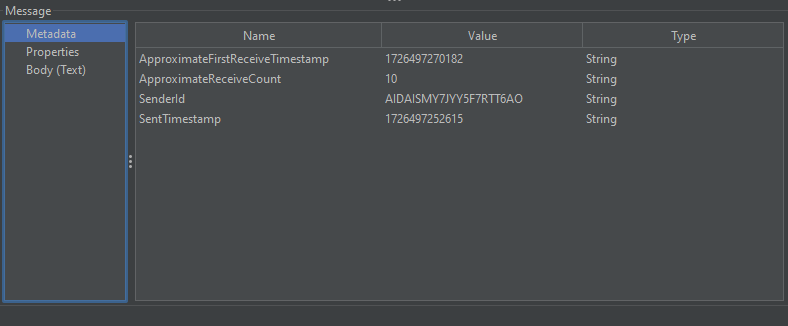 Message
Metadata
Properties
Body (Text)
Name Value Type
ApproximateFirstReceiveTimestamp 1726497270182 String
ApproximateReceiveCount 10 String
SenderId AIDAISMY7JYY5F7RTT6AO String
SentTimestamp 1726497252615 String